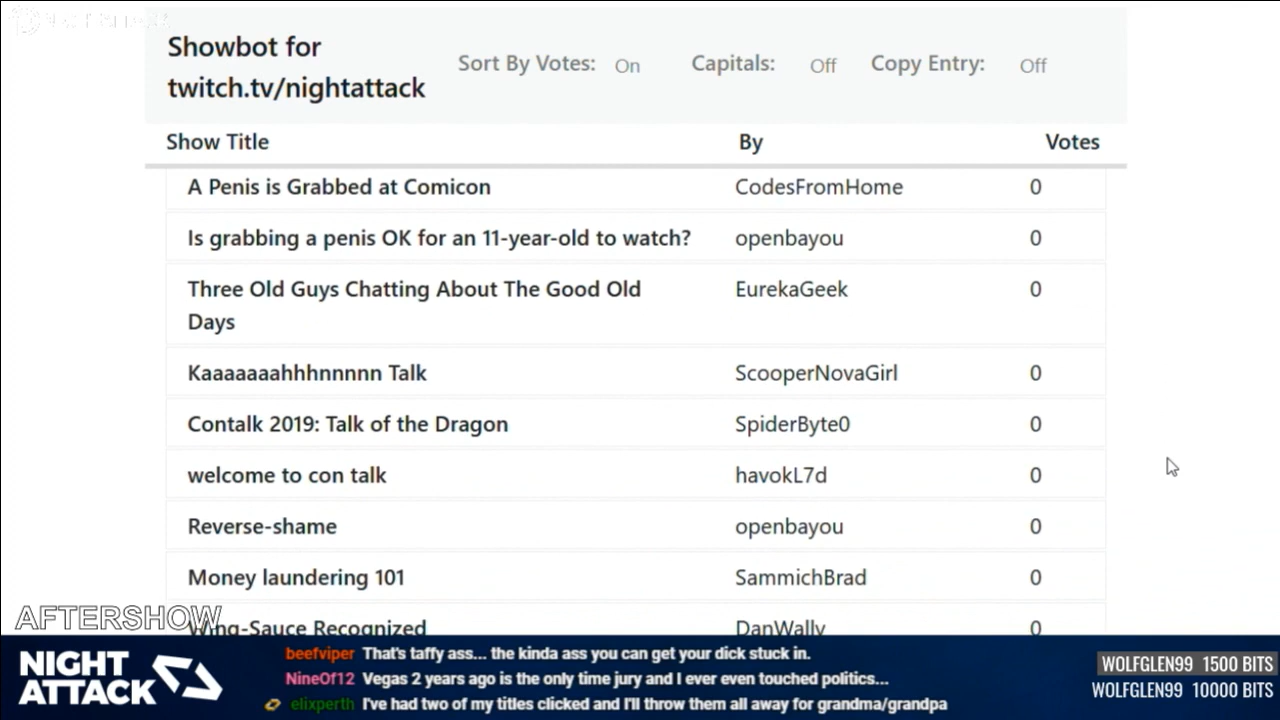 Showbot for
twitch.tv/nightattack
Sort By Votes: On Capitals: Off Copy Entry: Off
Show Title By Votes
A Penis is Grabbed at Comicon CodesFromHome 0
Is grabbing a penis OK for an 11-year-old to watch? openbayou 0
Three Old Guys Chatting About The Good Old
Days EurekaGeek 0
Kaaaaaaahhhnnnnn Talk ScooperNovaGirl 0
Contalk 2019: Talk of the Dragon SpiderByte0 0
welcome to con talk havokL7d 0
Reverse-shame openbayou 0
Money laundering 101 SammichBrad 0
AFTERSHOW
Wing-Sauce Recognized DanWally 0
NIGHT
ATTACK
beefviper That's taffy ass... the kinda ass you can get your dick stuck in.
NineOf12 Vegas 2 years ago is the only time jury and I ever even touched politics...
elixperth I've had two of my titles clicked and I'll throw them all away for grandma/grandpa
WOLFGLEN99 1500 BITS
WOLFGLEN99 10000 BITS